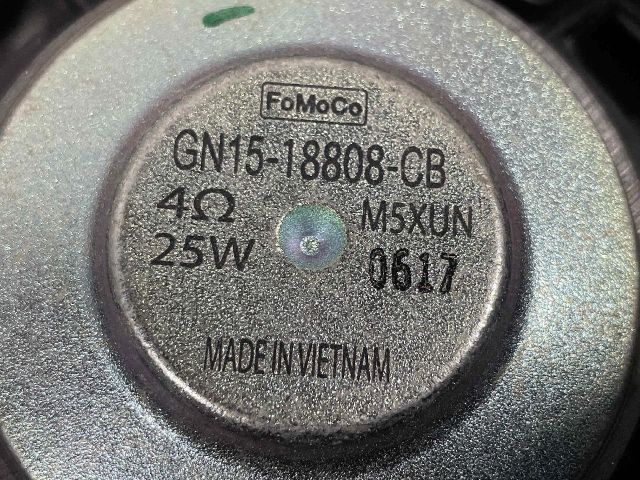 FoMoCo
GN15-18808-CB
4Ω M5XUN
25W 0617
MADE IN VIETNAM